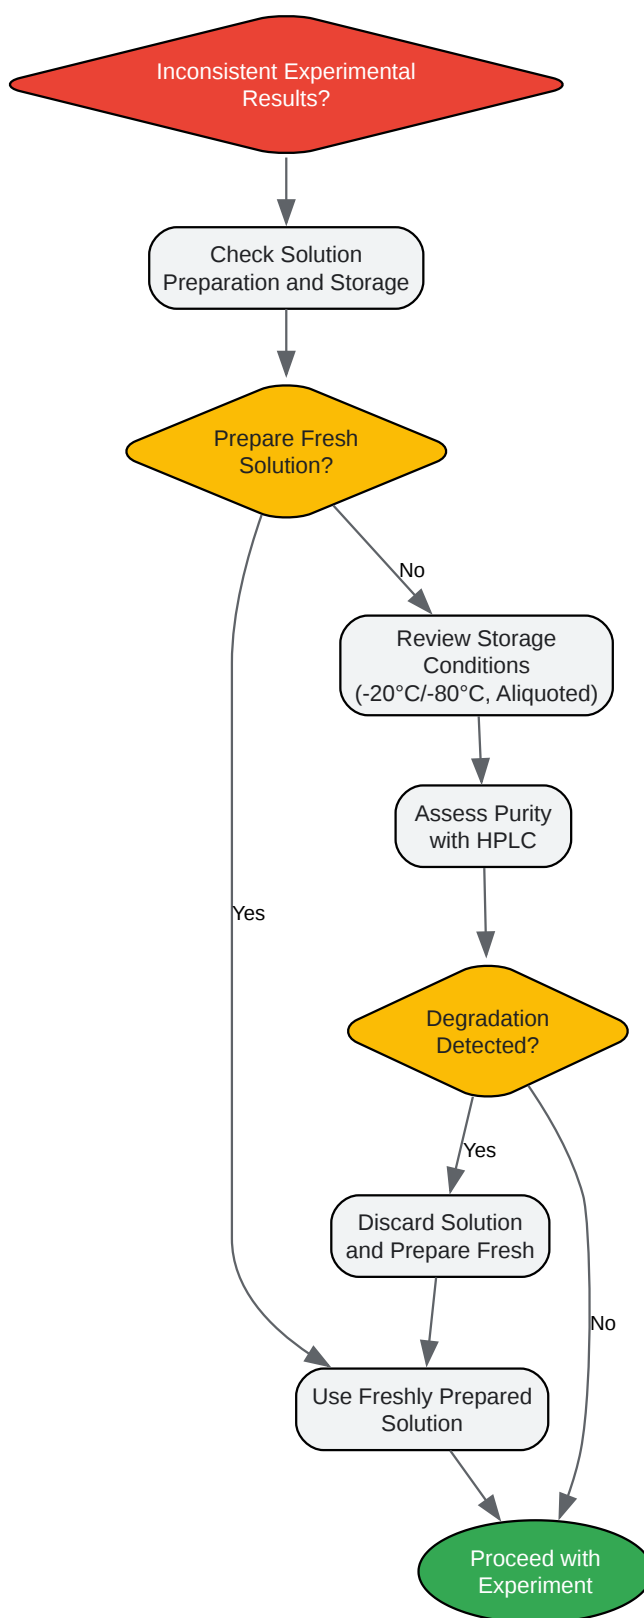 Inconsistent Experimental
Results?
Check Solution
Preparation and Storage
Prepare Fresh
Solution?
No
Review Storage
Conditions
(-20°C/-80°C, Aliquoted)
Assess Purity
with HPLC
Yes
Degradation
Detected?
Yes
Discard Solution
and Prepare Fresh
No
Use Freshly Prepared
Solution
Proceed with
Experiment